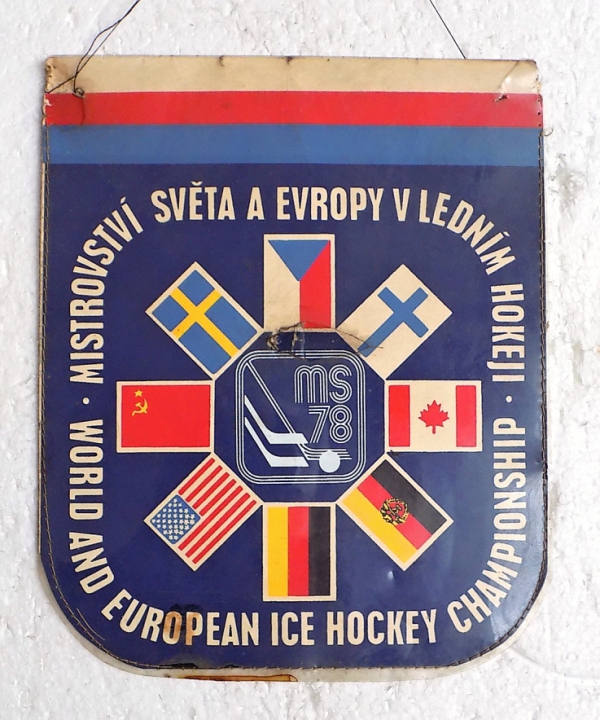 MISTROVSTVÍ SVĚTA A EVROPY V LEDNÍM HOKEJI ·
WORLD AND EUROPEAN ICE HOCKEY CHAMPIONSHIP ·
MS
78